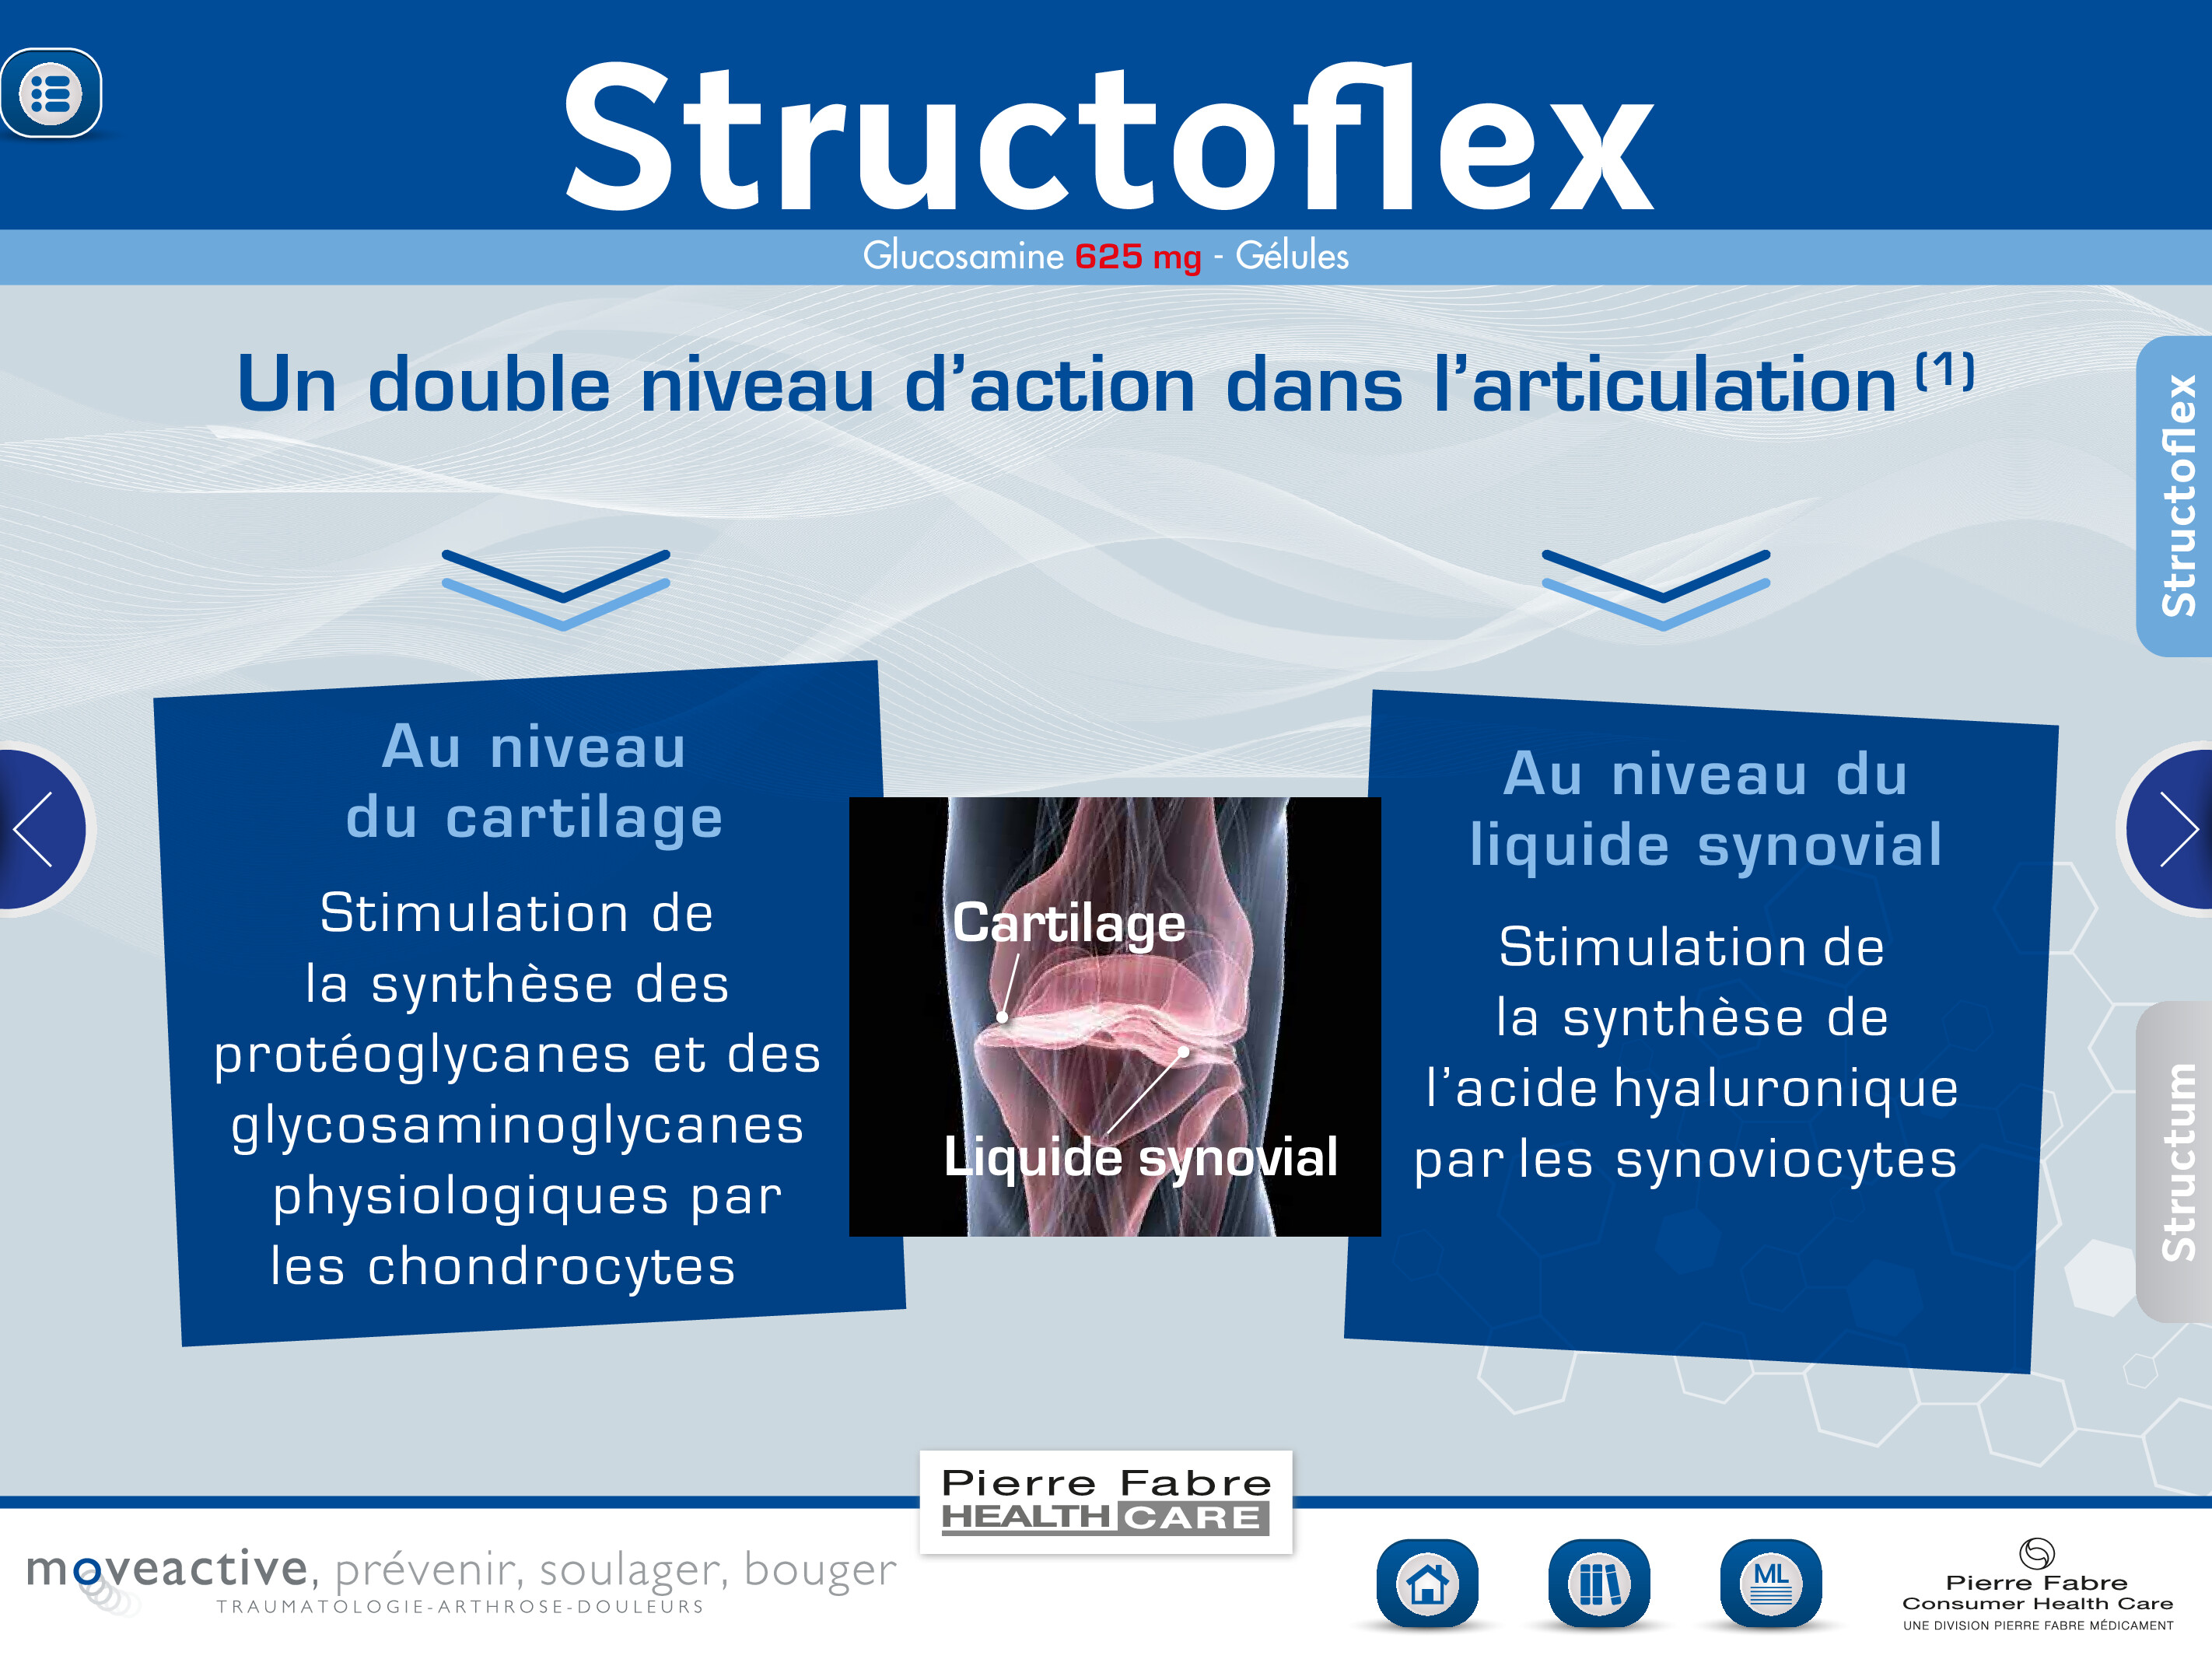 Structoflex
Glucosamine 625 mg - Gélules
Un double niveau d’action dans l’articulation (1)
Structoflex
Au niveau
du cartilage
Stimulation de
la synthèse des
protéoglycanes et des
glycosaminoglycanes
physiologiques par
les chondrocytes
Cartilage
Liquide synovial
Au niveau du
liquide synovial
Stimulation de
la synthèse de
l’acide hyaluronique
par les synoviocytes
Structum
Pierre Fabre
HEALTH CARE
moveactive, prévenir, soulager, bouger
TRAUMATOLOGIE-ARTHROSE-DOULEURS
ML
Pierre Fabre
Consumer Health Care
UNE DIVISION PIERRE FABRE MÉDICAMENT